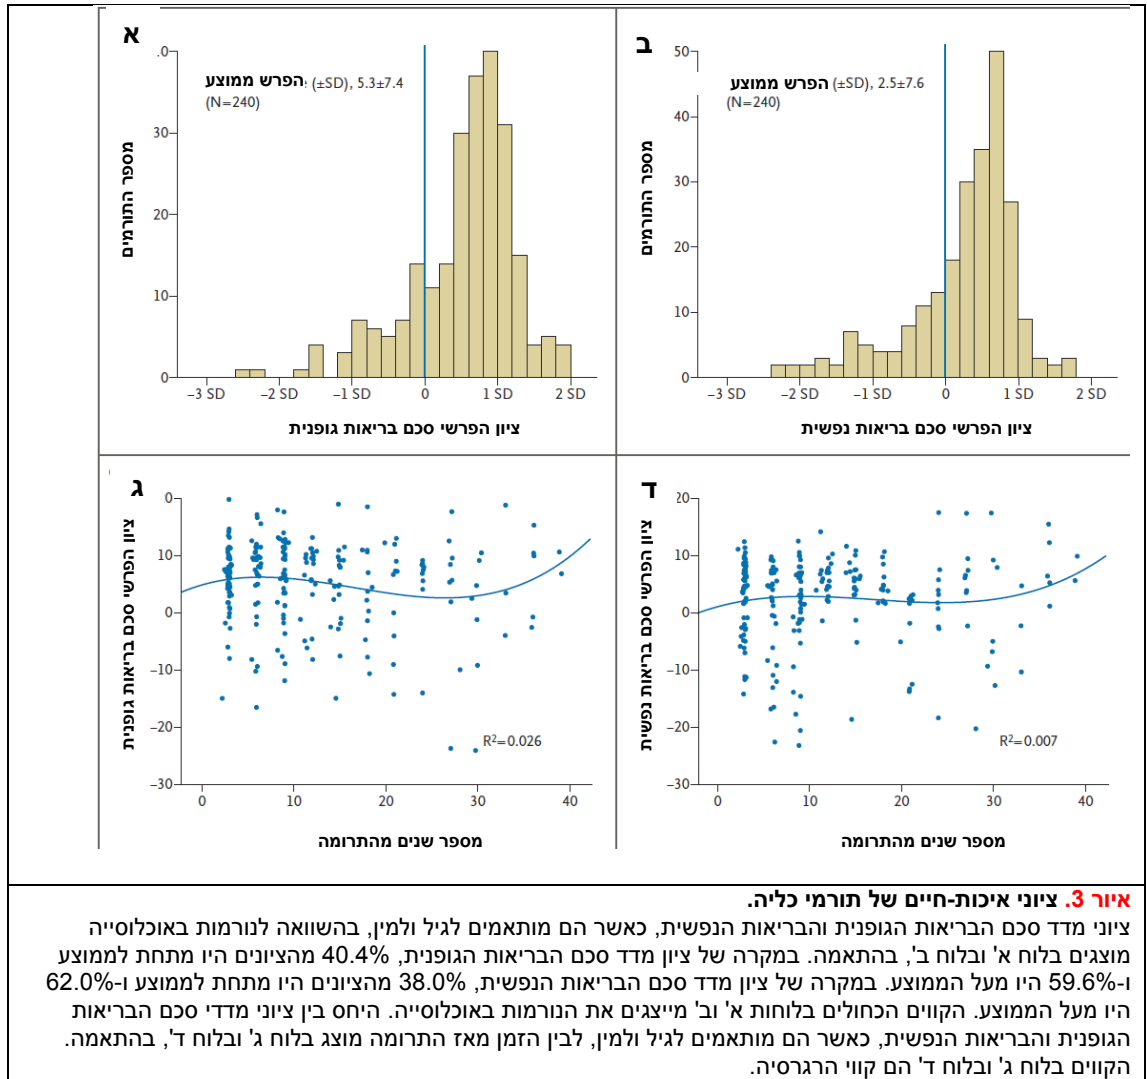 א
.0
30
20
10
0
הפרש ממוצע (±SD), 5.3±7.4
(N=240)
מספר התורמים
–3 SD –2 SD –1 SD 0 1 SD 2 SD
ציון הפרשי סכם בריאות גופנית
ב
50
40
30
20
10
0
הפרש ממוצע (±SD), 2.5±7.6
(N=240)
מספר התורמים
–3 SD –2 SD –1 SD 0 1 SD 2 SD
ציון הפרשי סכם בריאות נפשית
ג
0
10
0
–10
–20
–30
ציון הפרשי סכם בריאות גופנית
R²=0.026
0 10 20 30 40
מספר שנים מהתרומה
ד
20
10
0
–10
–20
–30
ציון הפרשי סכם בריאות נפשית
R²=0.007
0 10 20 30 40
מספר שנים מהתרומה
איור 3. ציוני איכות-חיים של תורמי כליה.
ציוני מדד סכם הבריאות הגופנית והבריאות הנפשית, כאשר הם מותאמים לגיל ולמין, בהשוואה לנורמות באוכלוסייה
מוצגים בלוח א' ובלוח ב', בהתאמה. במקרה של ציון מדד סכם הבריאות הגופנית, 40.4% מהציונים היו מתחת לממוצע
ו-59.6% היו מעל הממוצע. במקרה של ציון מדד סכם הבריאות הנפשית, 38.0% מהציונים היו מתחת לממוצע ו-62.0%
היו מעל הממוצע. הקווים הכחולים בלוחות א' וב' מייצגים את הנורמות באוכלוסייה. היחס בין ציוני מדדי סכם הבריאות
הגופנית והבריאות הנפשית, כאשר הם מותאמים לגיל ולמין, לבין הזמן מאז התרומה מוצג בלוח ג' ובלוח ד', בהתאמה.
הקווים בלוח ג' ובלוח ד' הם קווי הרגרסיה.